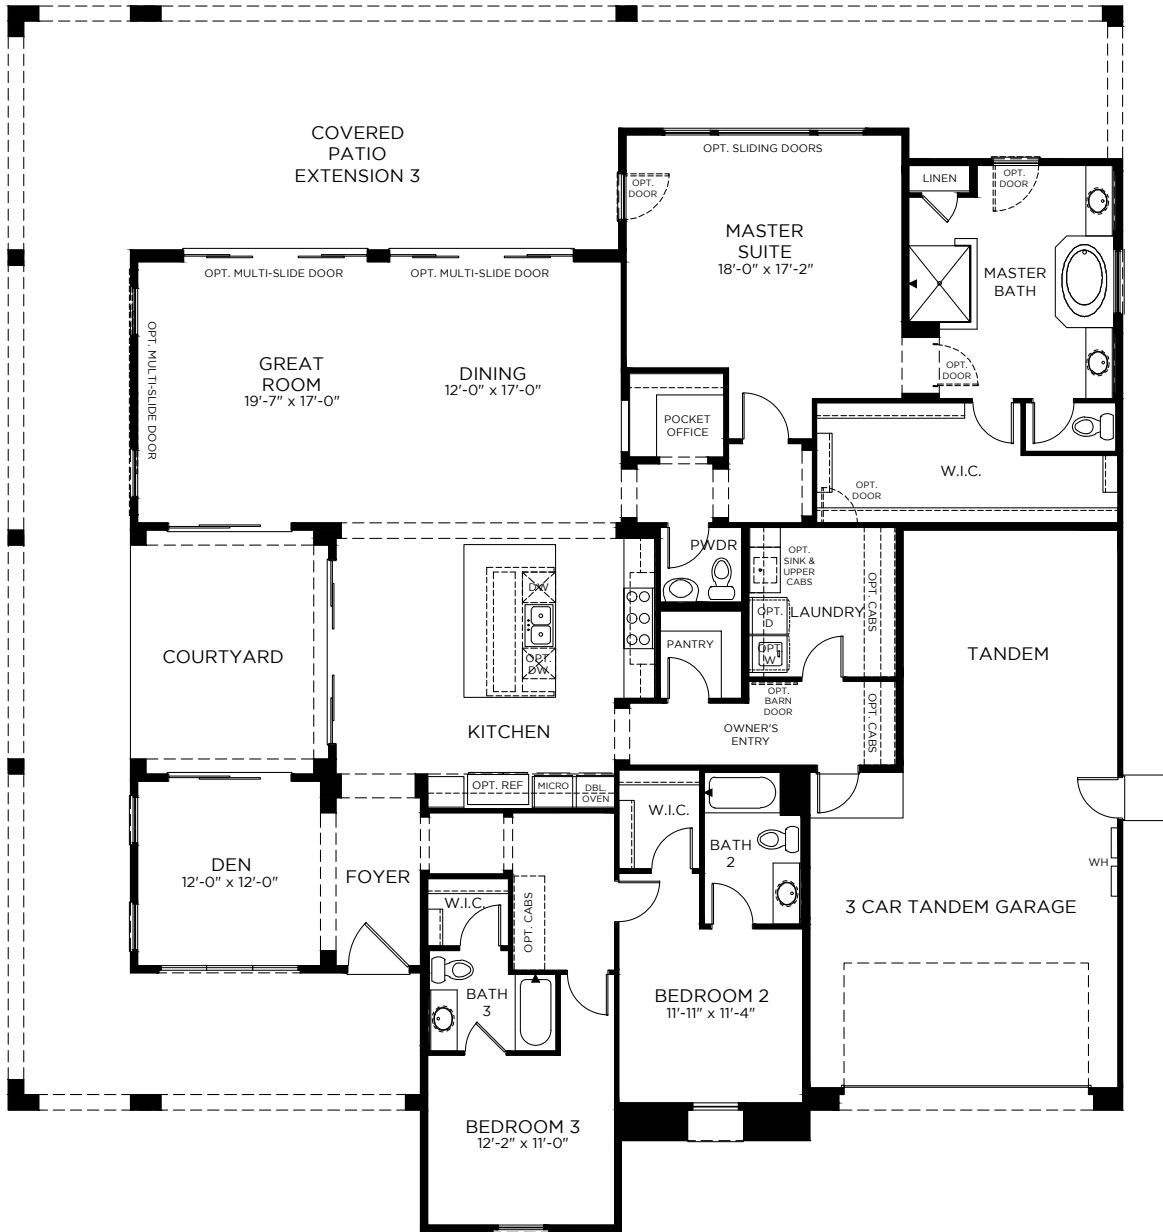 COVERED
PATIO
EXTENSION 3
OPT. SLIDING DOORS
OPT.
DOOR
LINEN
OPT.
DOOR
MASTER
SUITE
18'-0" x 17'-2"
MASTER
BATH
OPT. MULTI-SLIDE DOOR
OPT. MULTI-SLIDE DOOR
OPT. MULTI-SLIDE DOOR
GREAT
ROOM
19'-7" x 17'-0"
DINING
12'-0" x 17'-0"
OPT.
DOOR
POCKET
OFFICE
W.I.C.
OPT.
DOOR
PWDR
OPT.
SINK &
UPPER
CABS
OPT. CABS
DW
OPT.
DW
OPT.
D
LAUNDRY
OPT.
W
PANTRY
COURTYARD
TANDEM
KITCHEN
OPT.
BARN
DOOR
OWNER'S
ENTRY
OPT. CABS
OPT. REF
MICRO
DBL.
OVEN
W.I.C.
BATH
2
DEN
12'-0" x 12'-0"
FOYER
WH
W.I.C.
OPT. CABS
3 CAR TANDEM GARAGE
BATH
3
BEDROOM 2
11'-11" x 11'-4"
BEDROOM 3
12'-2" x 11'-0"